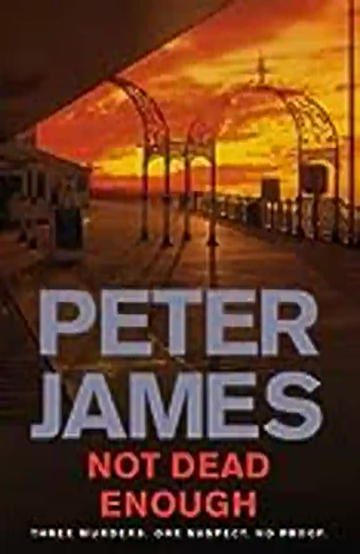 PETER
JAMES
NOT DEAD
ENOUGH
THREE MURDERS. ONE SUSPECT. NO PROOF.